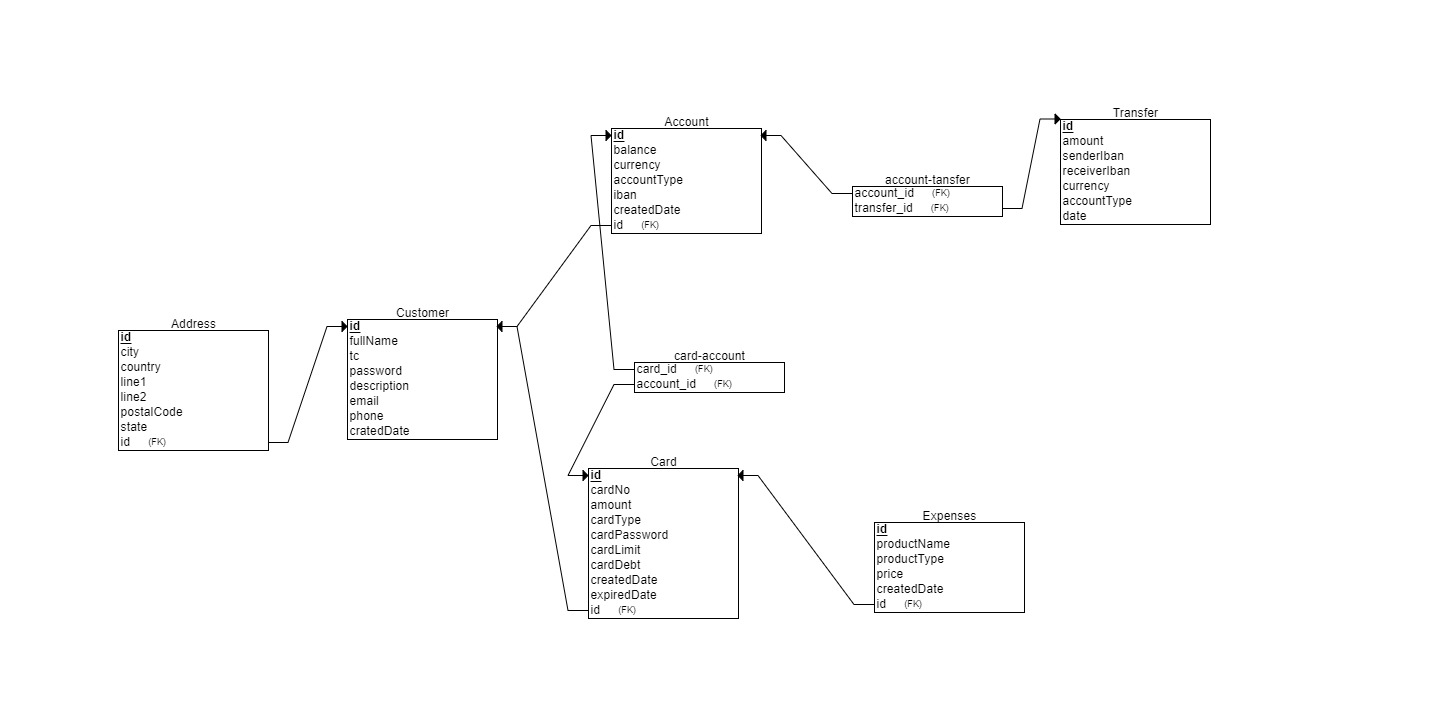 Account
id
balance
currency
accountType
iban
createdDate
id (FK)
Transfer
id
amount
senderIban
receiverIban
currency
accountType
date
account-tansfer
account_id (FK)
transfer_id (FK)
Address
id
city
country
line1
line2
postalCode
state
id (FK)
Customer
id
fullName
tc
password
description
email
phone
cratedDate
card-account
card_id (FK)
account_id (FK)
Card
id
cardNo
amount
cardType
cardPassword
cardLimit
cardDebt
createdDate
expiredDate
id (FK)
Expenses
id
productName
productType
price
createdDate
id (FK)